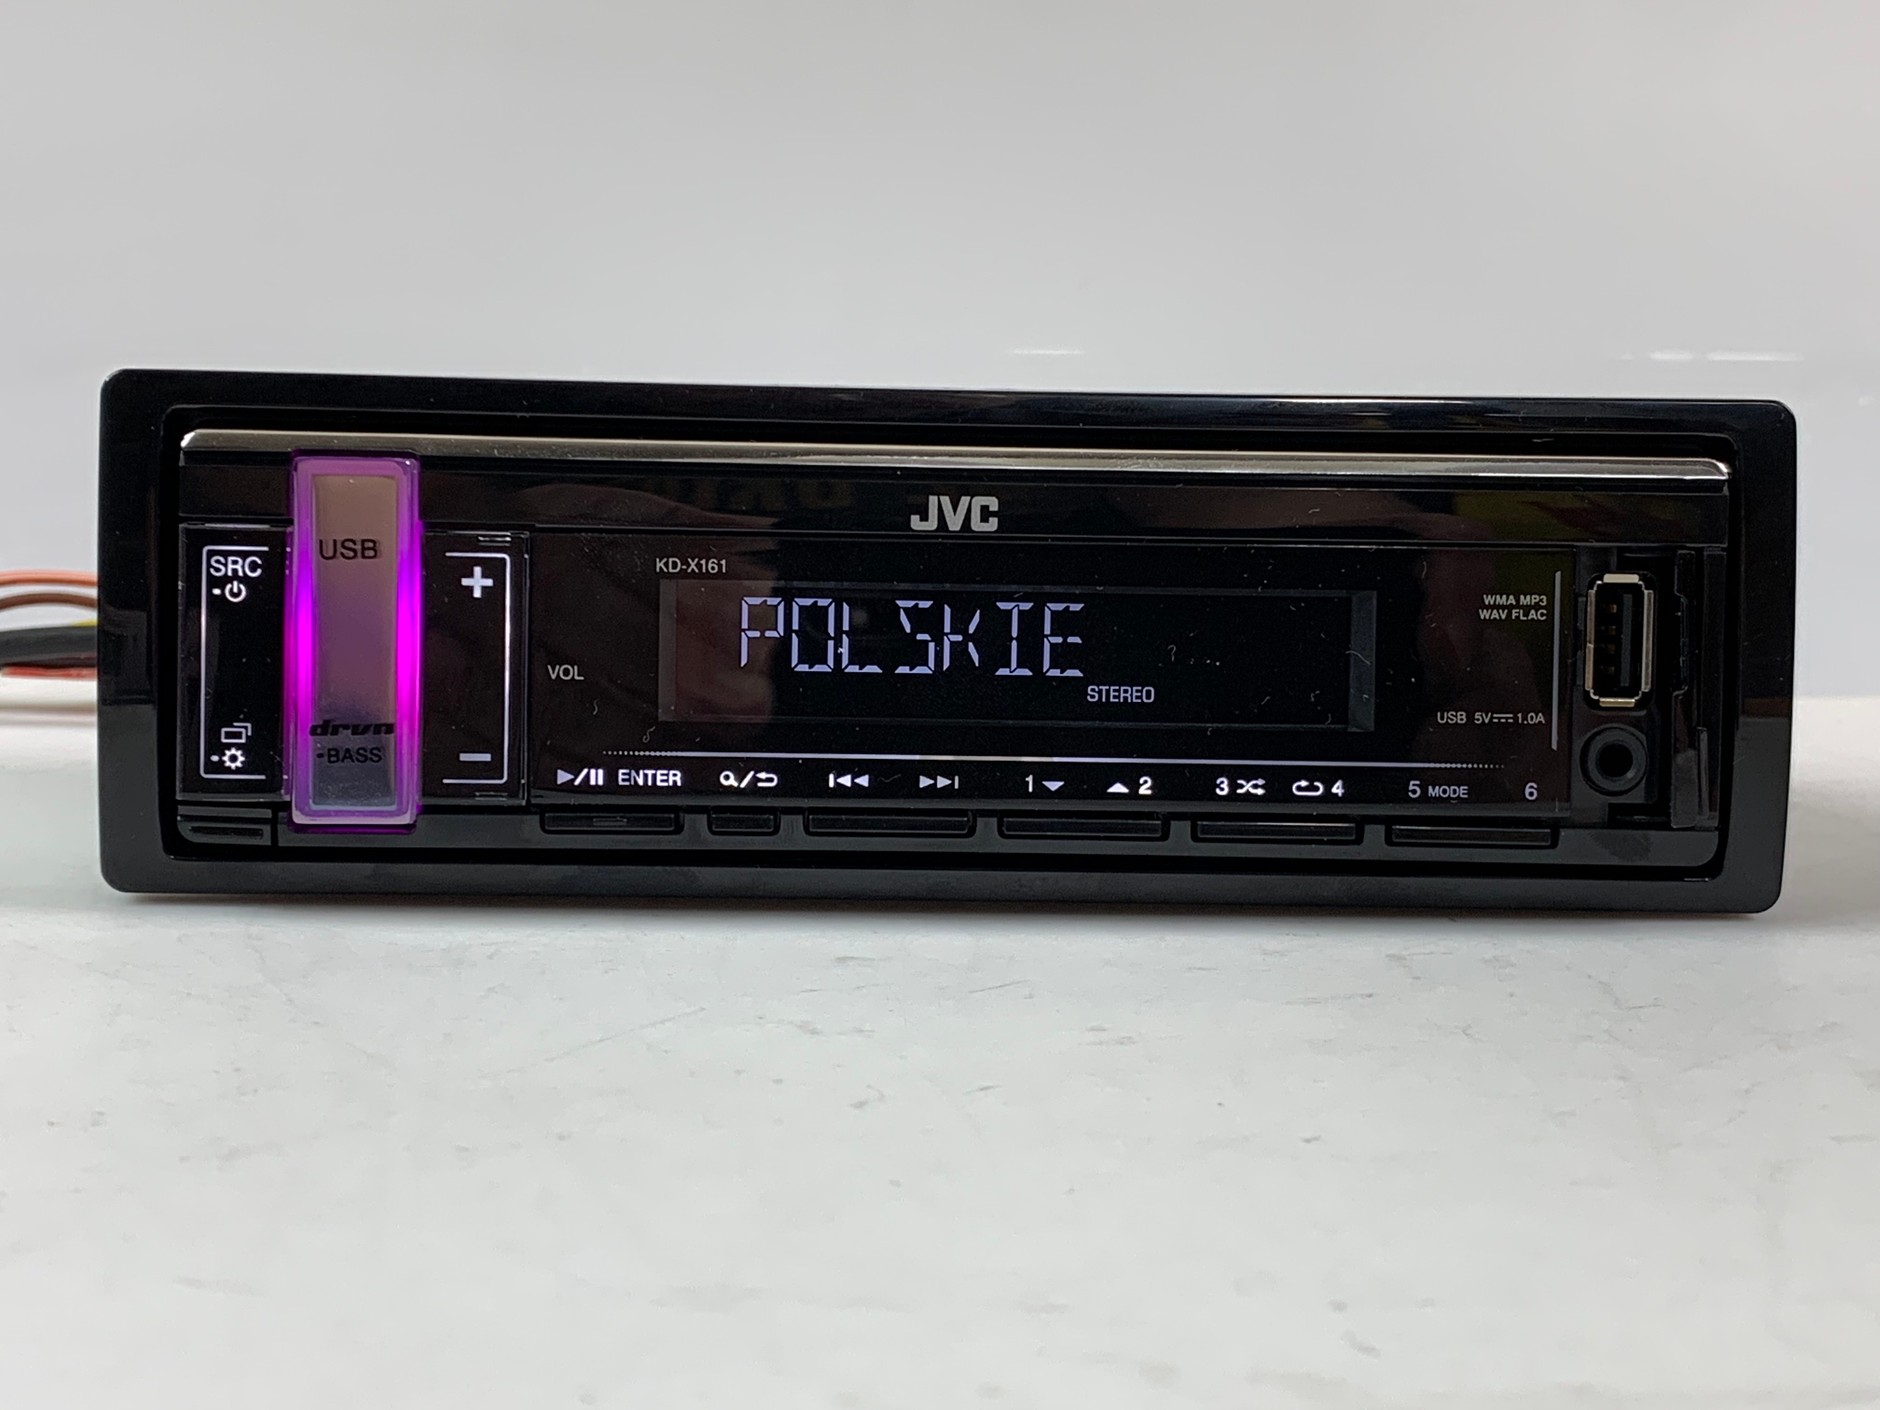 JVC
KD-X161
SRC
USB
+
POLSKIE
STEREO
WMA MP3
WAV FLAC
VOL
USB 5V 1.0A
drvn
-BASS
−
ENTER
1
2
3
4
5 MODE
6